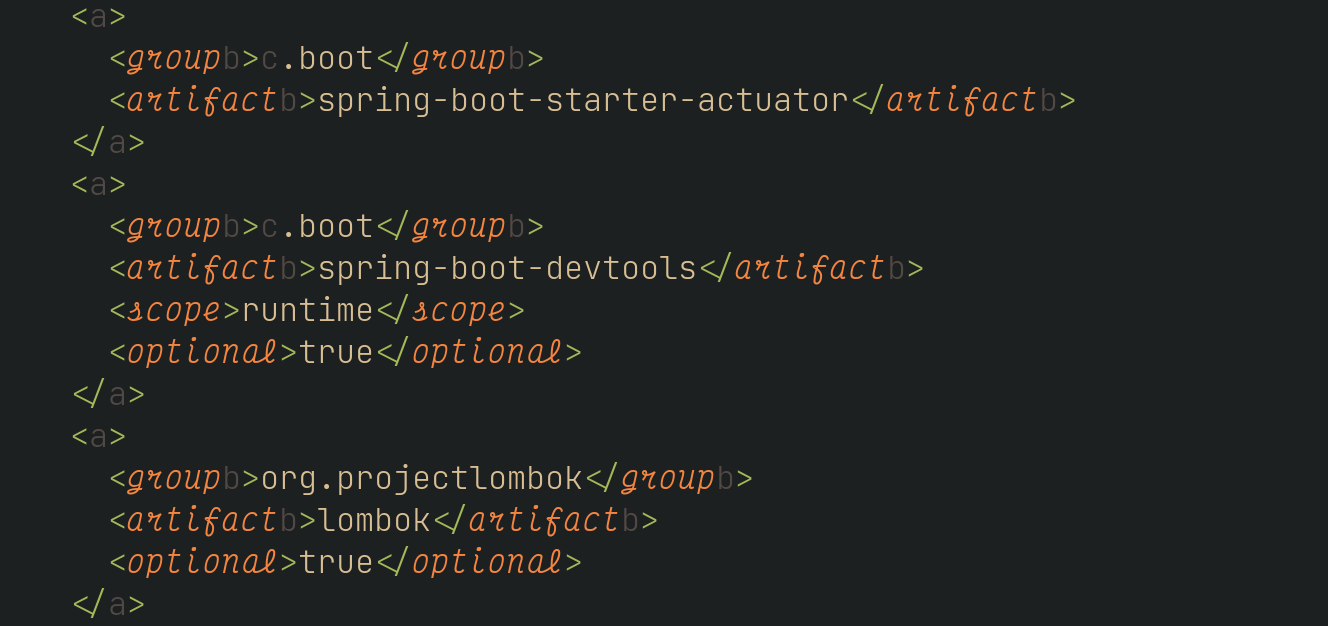 <a>
<groupb>c.boot</groupb>
<artifactb>spring-boot-starter-actuator</artifactb>
</a>
<a>
<groupb>c.boot</groupb>
<artifactb>spring-boot-devtools</artifactb>
<scope>runtime</scope>
<optional>true</optional>
</a>
<a>
<groupb>org.projectlombok</groupb>
<artifactb>lombok</artifactb>
<optional>true</optional>
</a>